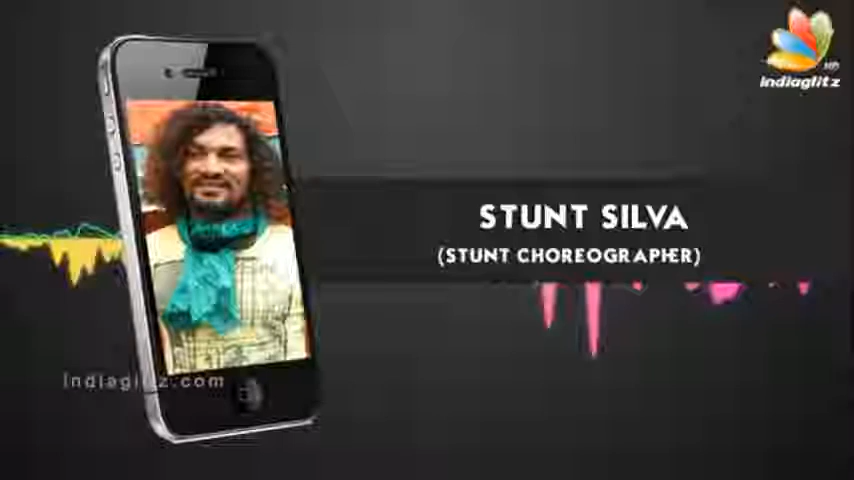 indiaglitz
STUNT SILVA
(STUNT CHOREOGRAPHER)
Indiaglitz.com